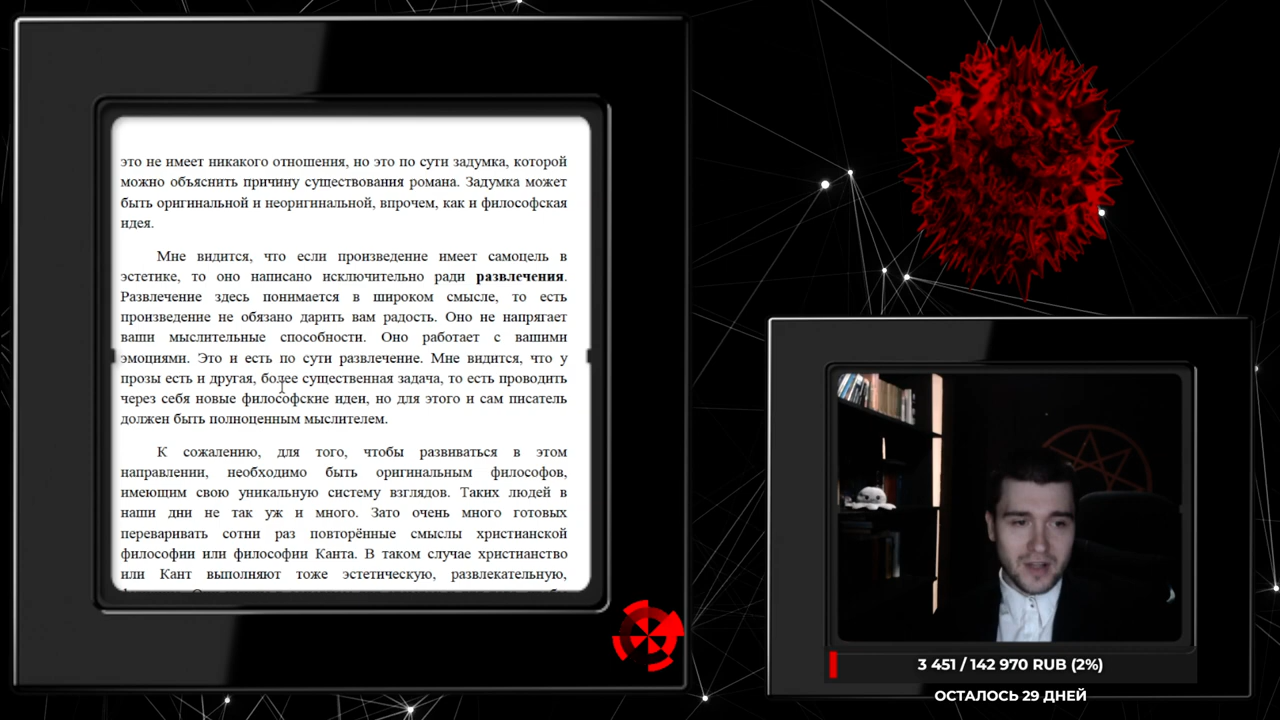 это не имеет никакого отношения, но это по сути задумка, которой
можно объяснить причину существования романа. Задумка может
быть оригинальной и неоригинальной, впрочем, как и философская
идея.
Мне видится, что если произведение имеет самоцель в
эстетике, то оно написано исключительно ради развлечения.
Развлечение здесь понимается в широком смысле, то есть
произведение не обязано дарить вам радость. Оно не напрягает
ваши мыслительные способности. Оно работает с вашими
эмоциями. Это и есть по сути развлечение. Мне видится, что у
прозы есть и другая, более существенная задача, то есть проводить
через себя новые философские идеи, но для этого и сам писатель
должен быть полноценным мыслителем.
К сожалению, для того, чтобы развиваться в этом
направлении, необходимо быть оригинальным философов,
имеющим свою уникальную систему взглядов. Таких людей в
наши дни не так уж и много. Зато очень много готовых
переваривать сотни раз повторённые смыслы христианской
философии или философии Канта. В таком случае христианство
или Кант выполняют тоже эстетическую, развлекательную,
3 451 / 142 970 RUB (2%)
ОСТАЛОСЬ 29 ДНЕЙ